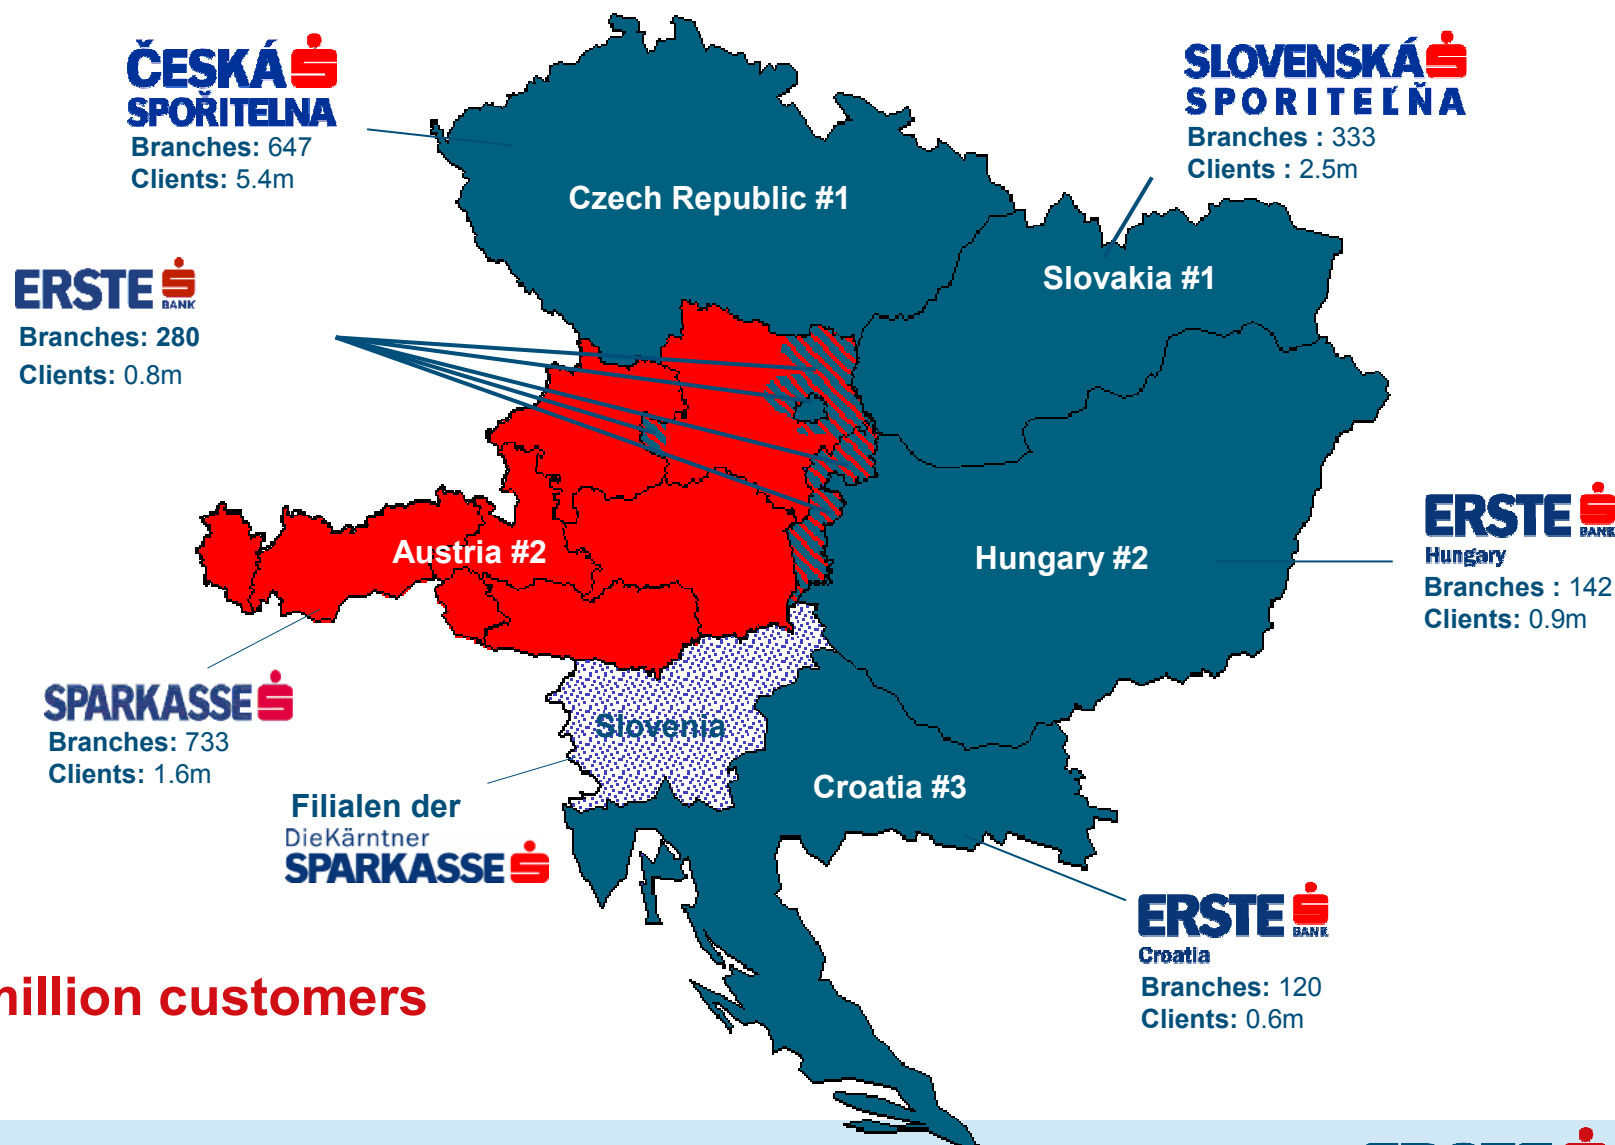 ČESKÁ
SPOŘITELNA
Branches: 647
Clients: 5.4m
SLOVENSKÁ
SPORITEĽŇA
Branches : 333
Clients : 2.5m
Czech Republic #1
Slovakia #1
ERSTE
BANK
Branches: 280
Clients: 0.8m
Austria #2
Hungary #2
ERSTE
BANK
Hungary
Branches : 142
Clients: 0.9m
SPARKASSE
Branches: 733
Clients: 1.6m
Slovenia
Croatia #3
Filialen der
DieKärntner
SPARKASSE
ERSTE
BANK
Croatia
Branches: 120
Clients: 0.6m
million customers